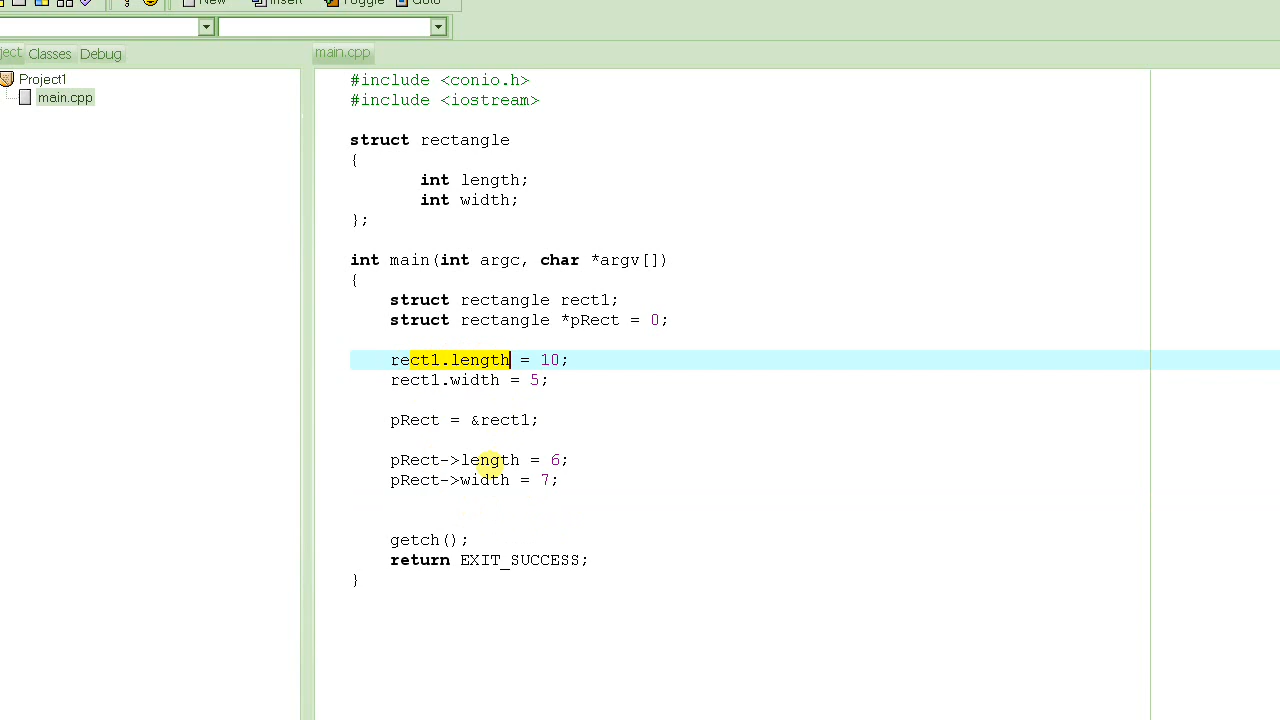 New Insert Toggle Goto
ject Classes Debug
main.cpp
Project1
main.cpp
#include <conio.h>
#include <iostream>
struct rectangle
{
int length;
int width;
};
int main(int argc, char *argv[])
{
struct rectangle rect1;
struct rectangle *pRect = 0;
rect1.length = 10;
rect1.width = 5;
pRect = &rect1;
pRect->length = 6;
pRect->width = 7;
getch();
return EXIT_SUCCESS;
}